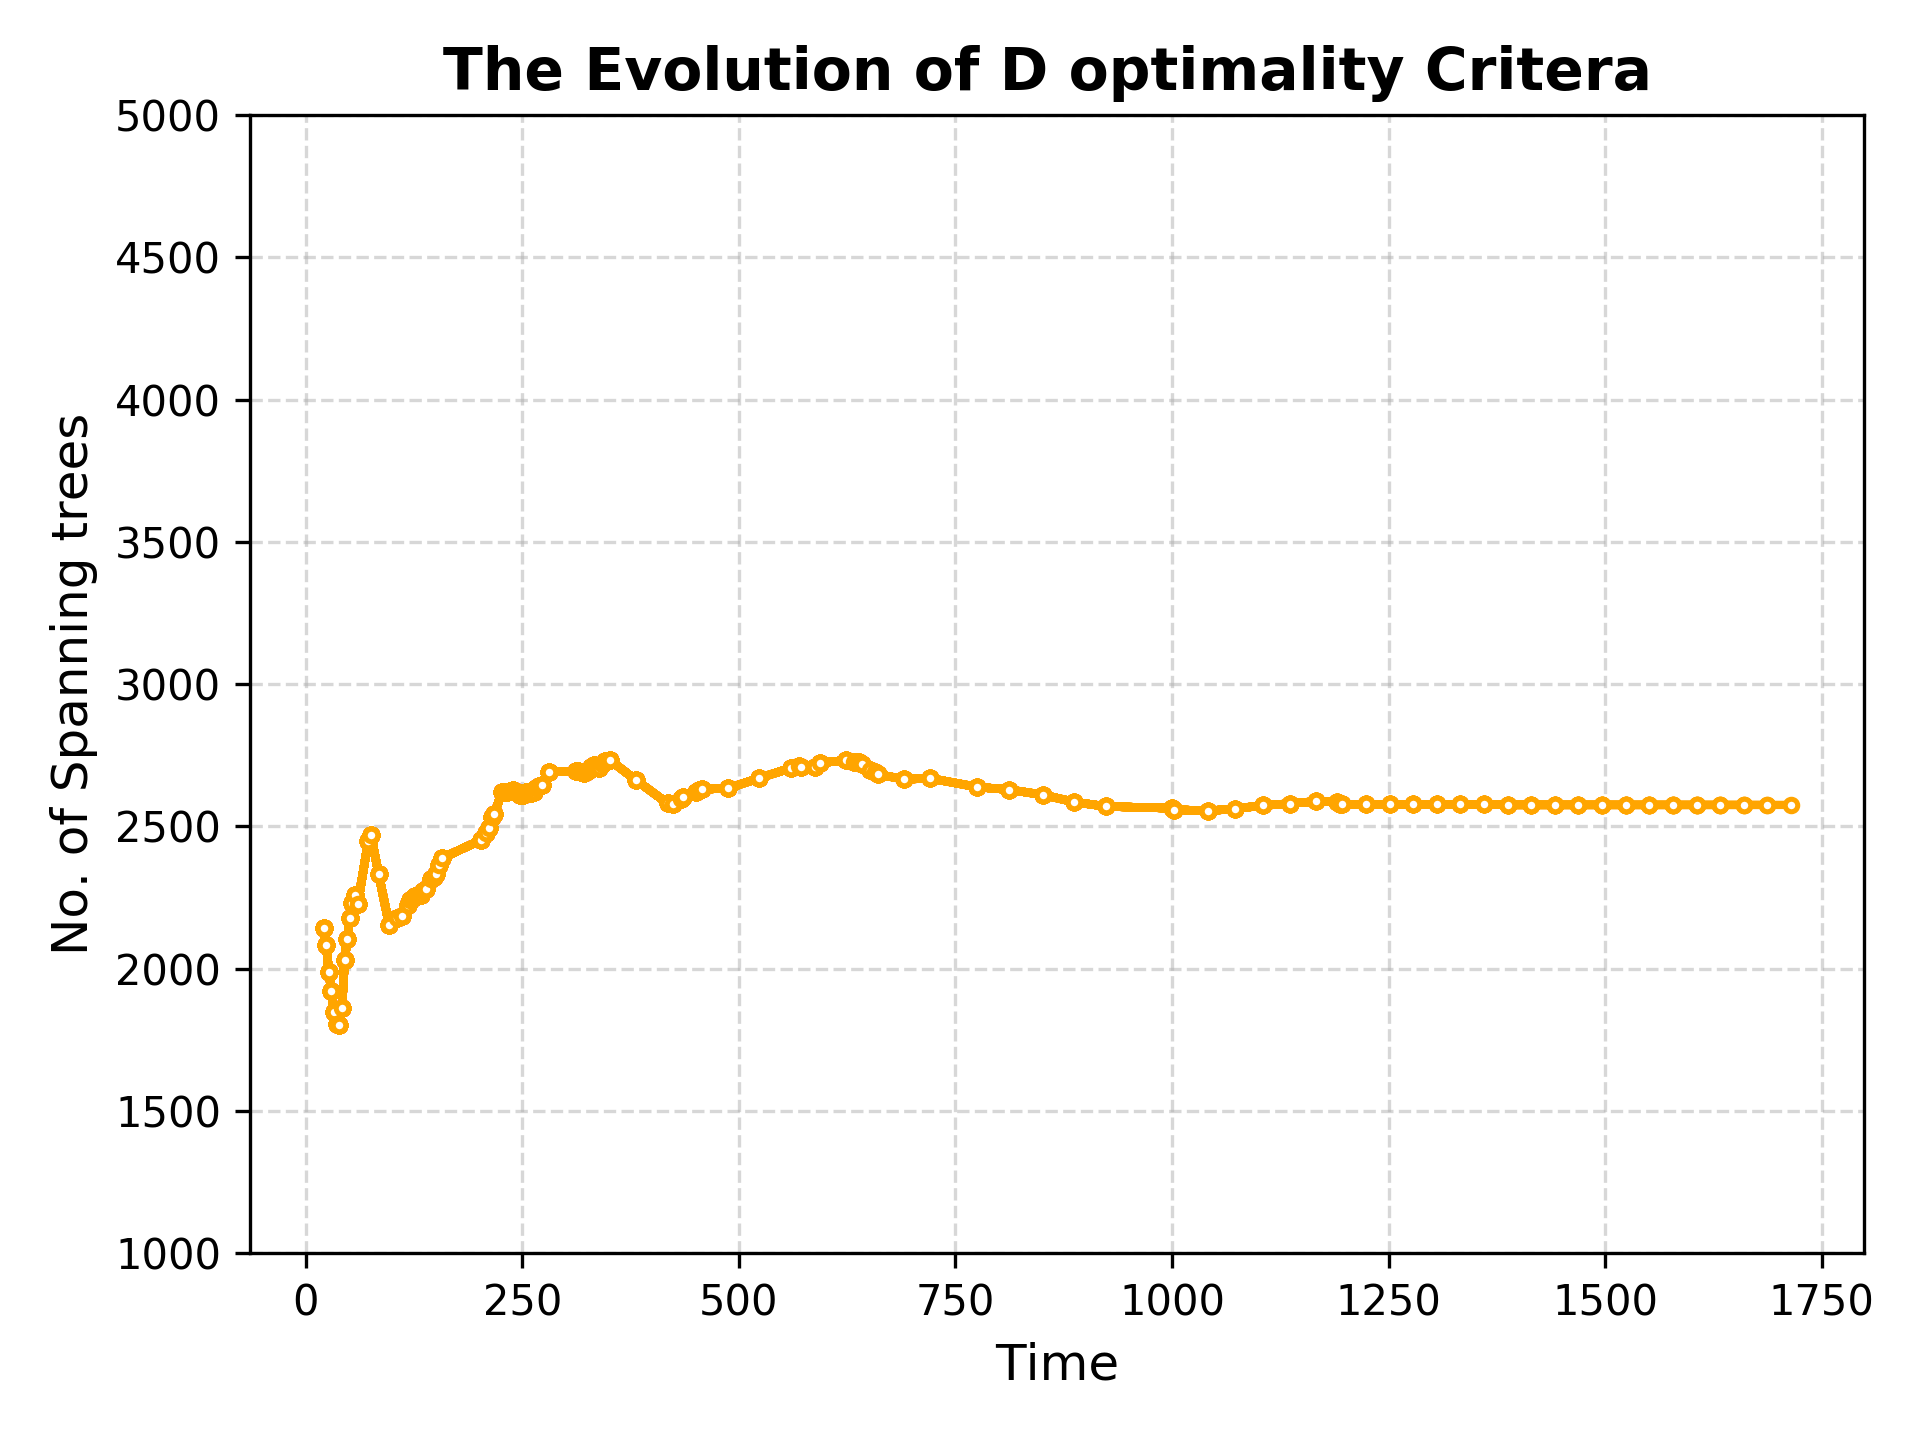 The Evolution of D optimality Critera
5000
4500
4000
3500
3000
2500
2000
1500
1000
No. of Spanning trees
0 250 500 750 1000 1250 1500 1750
Time